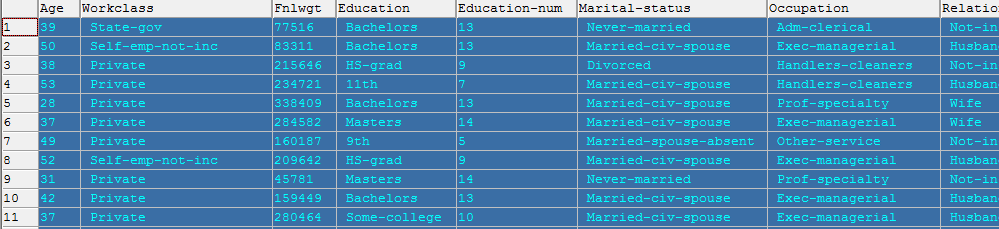 Age Workclass Fnlwgt Education Education-num Marital-status Occupation Relation
1 39 State-gov 77516 Bachelors 13 Never-married Adm-clerical Not-in
2 50 Self-emp-not-inc 83311 Bachelors 13 Married-civ-spouse Exec-managerial Husban
3 38 Private 215646 HS-grad 9 Divorced Handlers-cleaners Not-in
4 53 Private 234721 11th 7 Married-civ-spouse Handlers-cleaners Husban
5 28 Private 338409 Bachelors 13 Married-civ-spouse Prof-specialty Wife
6 37 Private 284582 Masters 14 Married-civ-spouse Exec-managerial Wife
7 49 Private 160187 9th 5 Married-spouse-absent Other-service Not-in
8 52 Self-emp-not-inc 209642 HS-grad 9 Married-civ-spouse Exec-managerial Husban
9 31 Private 45781 Masters 14 Never-married Prof-specialty Not-in
10 42 Private 159449 Bachelors 13 Married-civ-spouse Exec-managerial Husban
11 37 Private 280464 Some-college 10 Married-civ-spouse Exec-managerial Husban